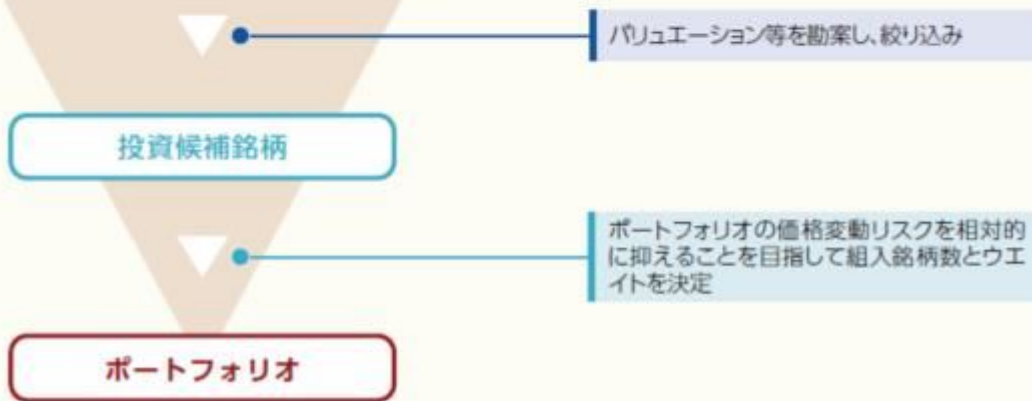 バリュエーション等を勘案し、絞り込み
投資候補銘柄
ポートフォリオの価格変動リスクを相対的
に抑えることを目指して組入銘柄数とウエ
イトを決定
ポートフォリオ